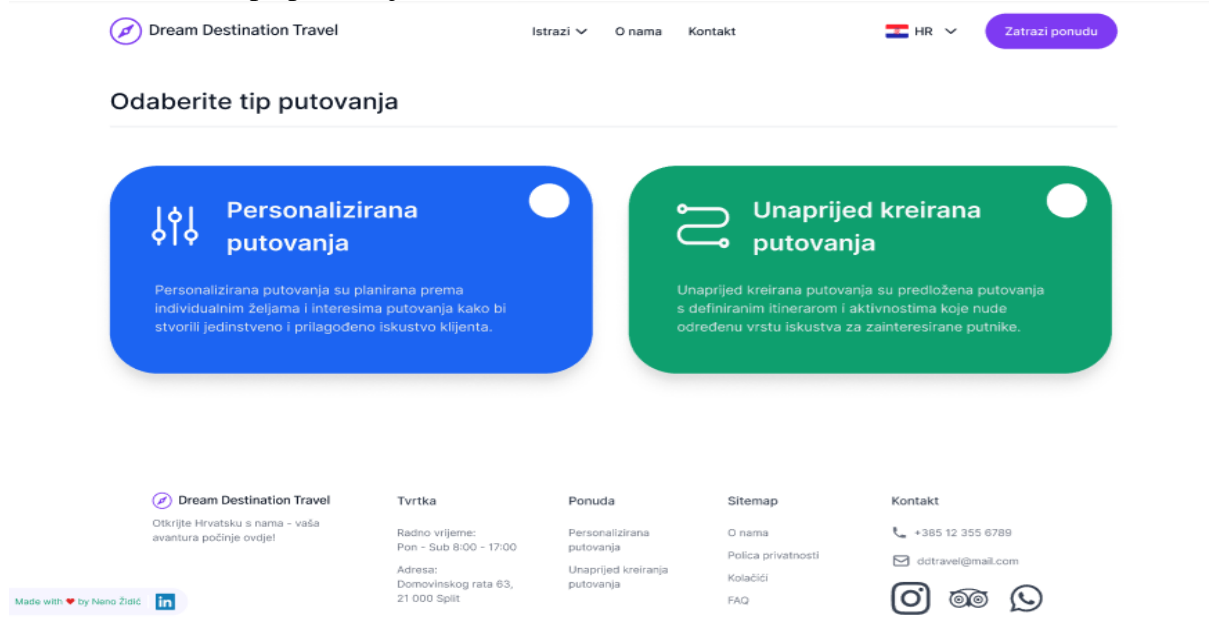 Dream Destination Travel
Istrazi
O nama
Kontakt
HR
Zatrazi ponudu
Odaberite tip putovanja
Personalizirana
putovanja
Personalizirana putovanja su planirana prema
individualnim željama i interesima putovanja kako bi
stvorili jedinstveno i prilagođeno iskustvo klijenta.
Unaprijed kreirana
putovanja
Unaprijed kreirana putovanja su predložena putovanja
s definiranim itinerarom i aktivnostima koje nude
određenu vrstu iskustva za zainteresirane putnike.
Dream Destination Travel
Otkrijte Hrvatsku s nama - vaša
avantura počinje ovdje!
Tvrtka
Radno vrijeme:
Pon - Sub 8:00 - 17:00
Adresa:
Domovinskog rata 63,
21 000 Split
Ponuda
Personalizirana
putovanja
Unaprijed kreiranja
putovanja
Sitemap
O nama
Polica privatnosti
Kolačići
FAQ
Kontakt
+385 12 355 6789
ddtravel@mail.com
Made with ❤ by Neno Židić
in